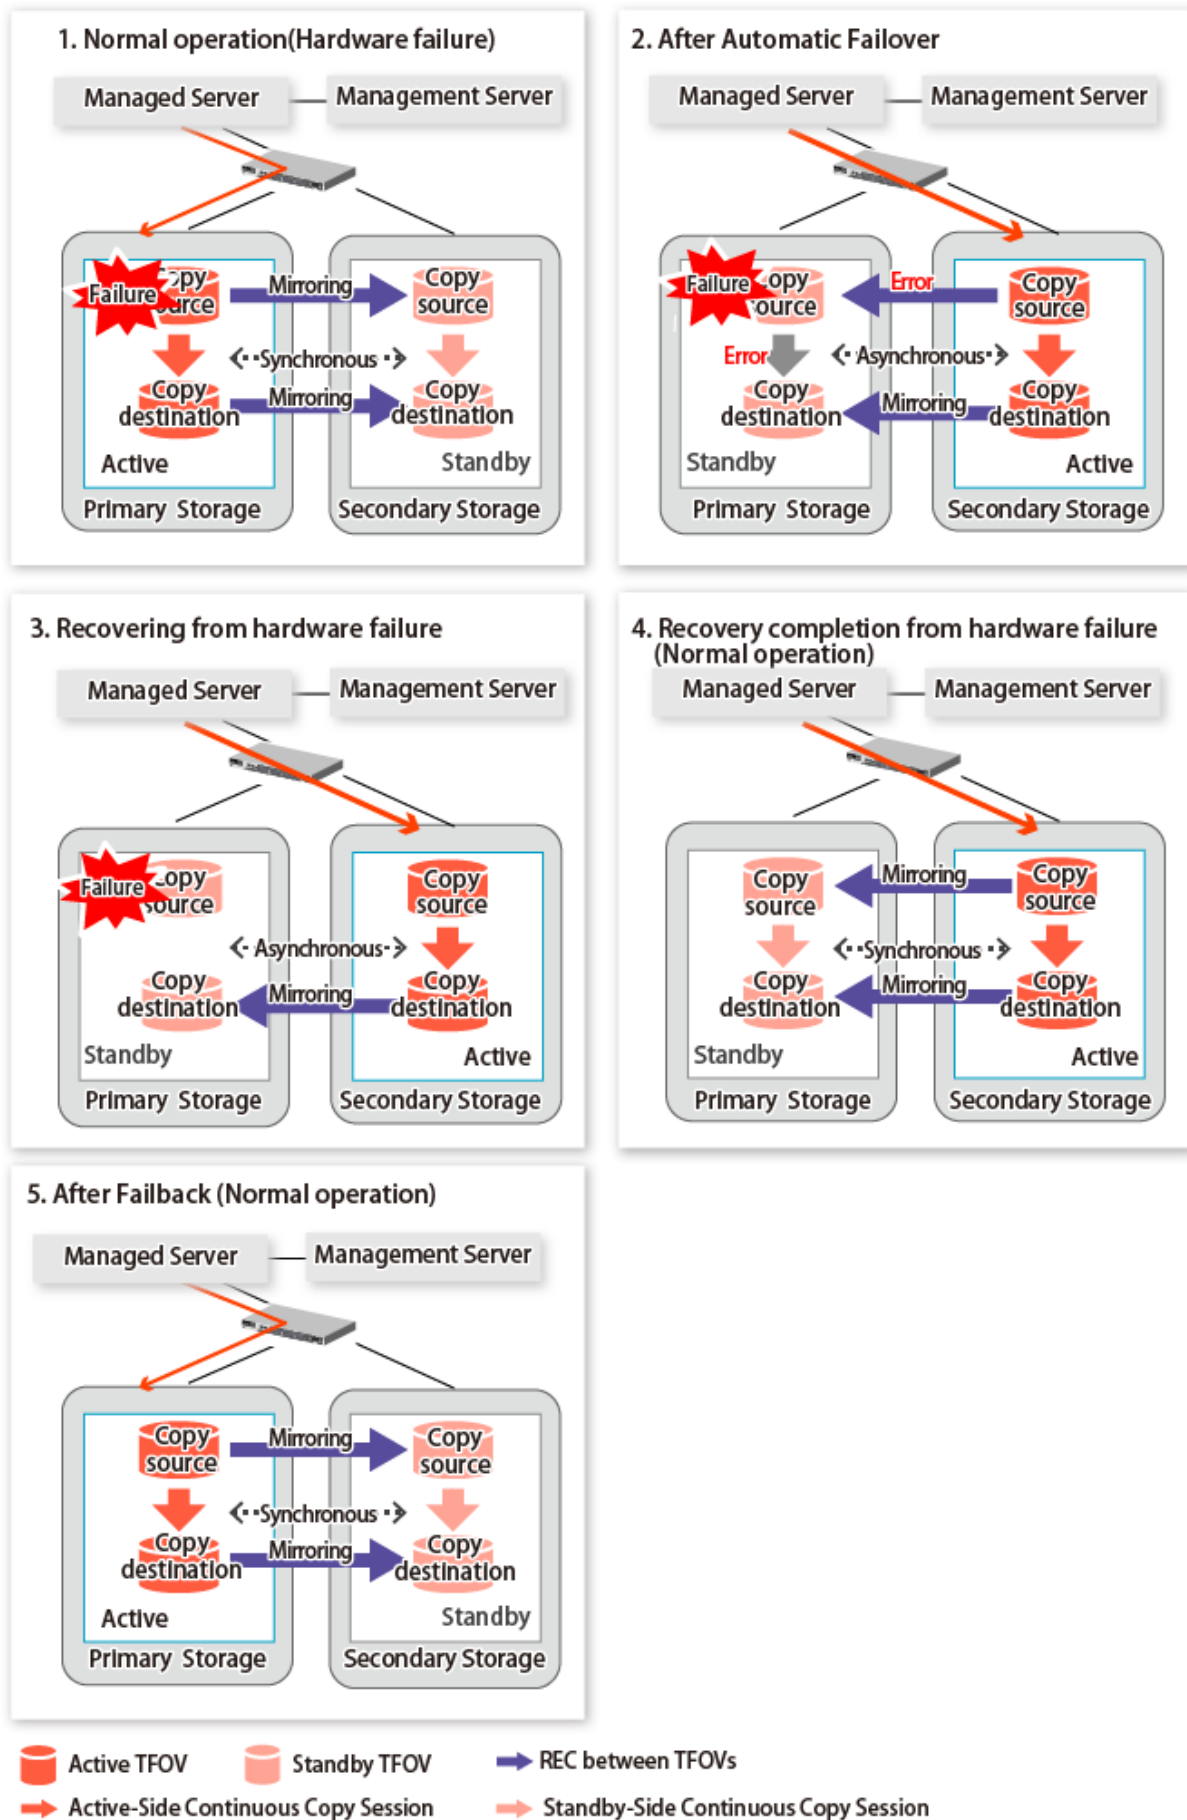 1. Normal operation(Hardware failure)
Managed Server
Management Server
Failure
Copy
source
Mirroring
Copy
source
Synchronous
Copy
destination
Mirroring
Copy
destination
Active
Standby
Primary Storage
Secondary Storage
2. After Automatic Failover
Managed Server
Management Server
Failure
Copy
source
Error
Copy
source
Error
Asynchronous
Copy
destination
Mirroring
Copy
destination
Standby
Active
Primary Storage
Secondary Storage
3. Recovering from hardware failure
Managed Server
Management Server
Failure
Copy
source
Copy
source
Asynchronous
Copy
destination
Mirroring
Copy
destination
Standby
Active
Primary Storage
Secondary Storage
4. Recovery completion from hardware failure
(Normal operation)
Managed Server
Management Server
Copy
source
Mirroring
Copy
source
Synchronous
Copy
destination
Mirroring
Copy
destination
Standby
Active
Primary Storage
Secondary Storage
5. After Failback (Normal operation)
Managed Server
Management Server
Copy
source
Mirroring
Copy
source
Synchronous
Copy
destination
Mirroring
Copy
destination
Active
Standby
Primary Storage
Secondary Storage
Active TFOV
Standby TFOV
REC between TFOVs
Active-Side Continuous Copy Session
Standby-Side Continuous Copy Session